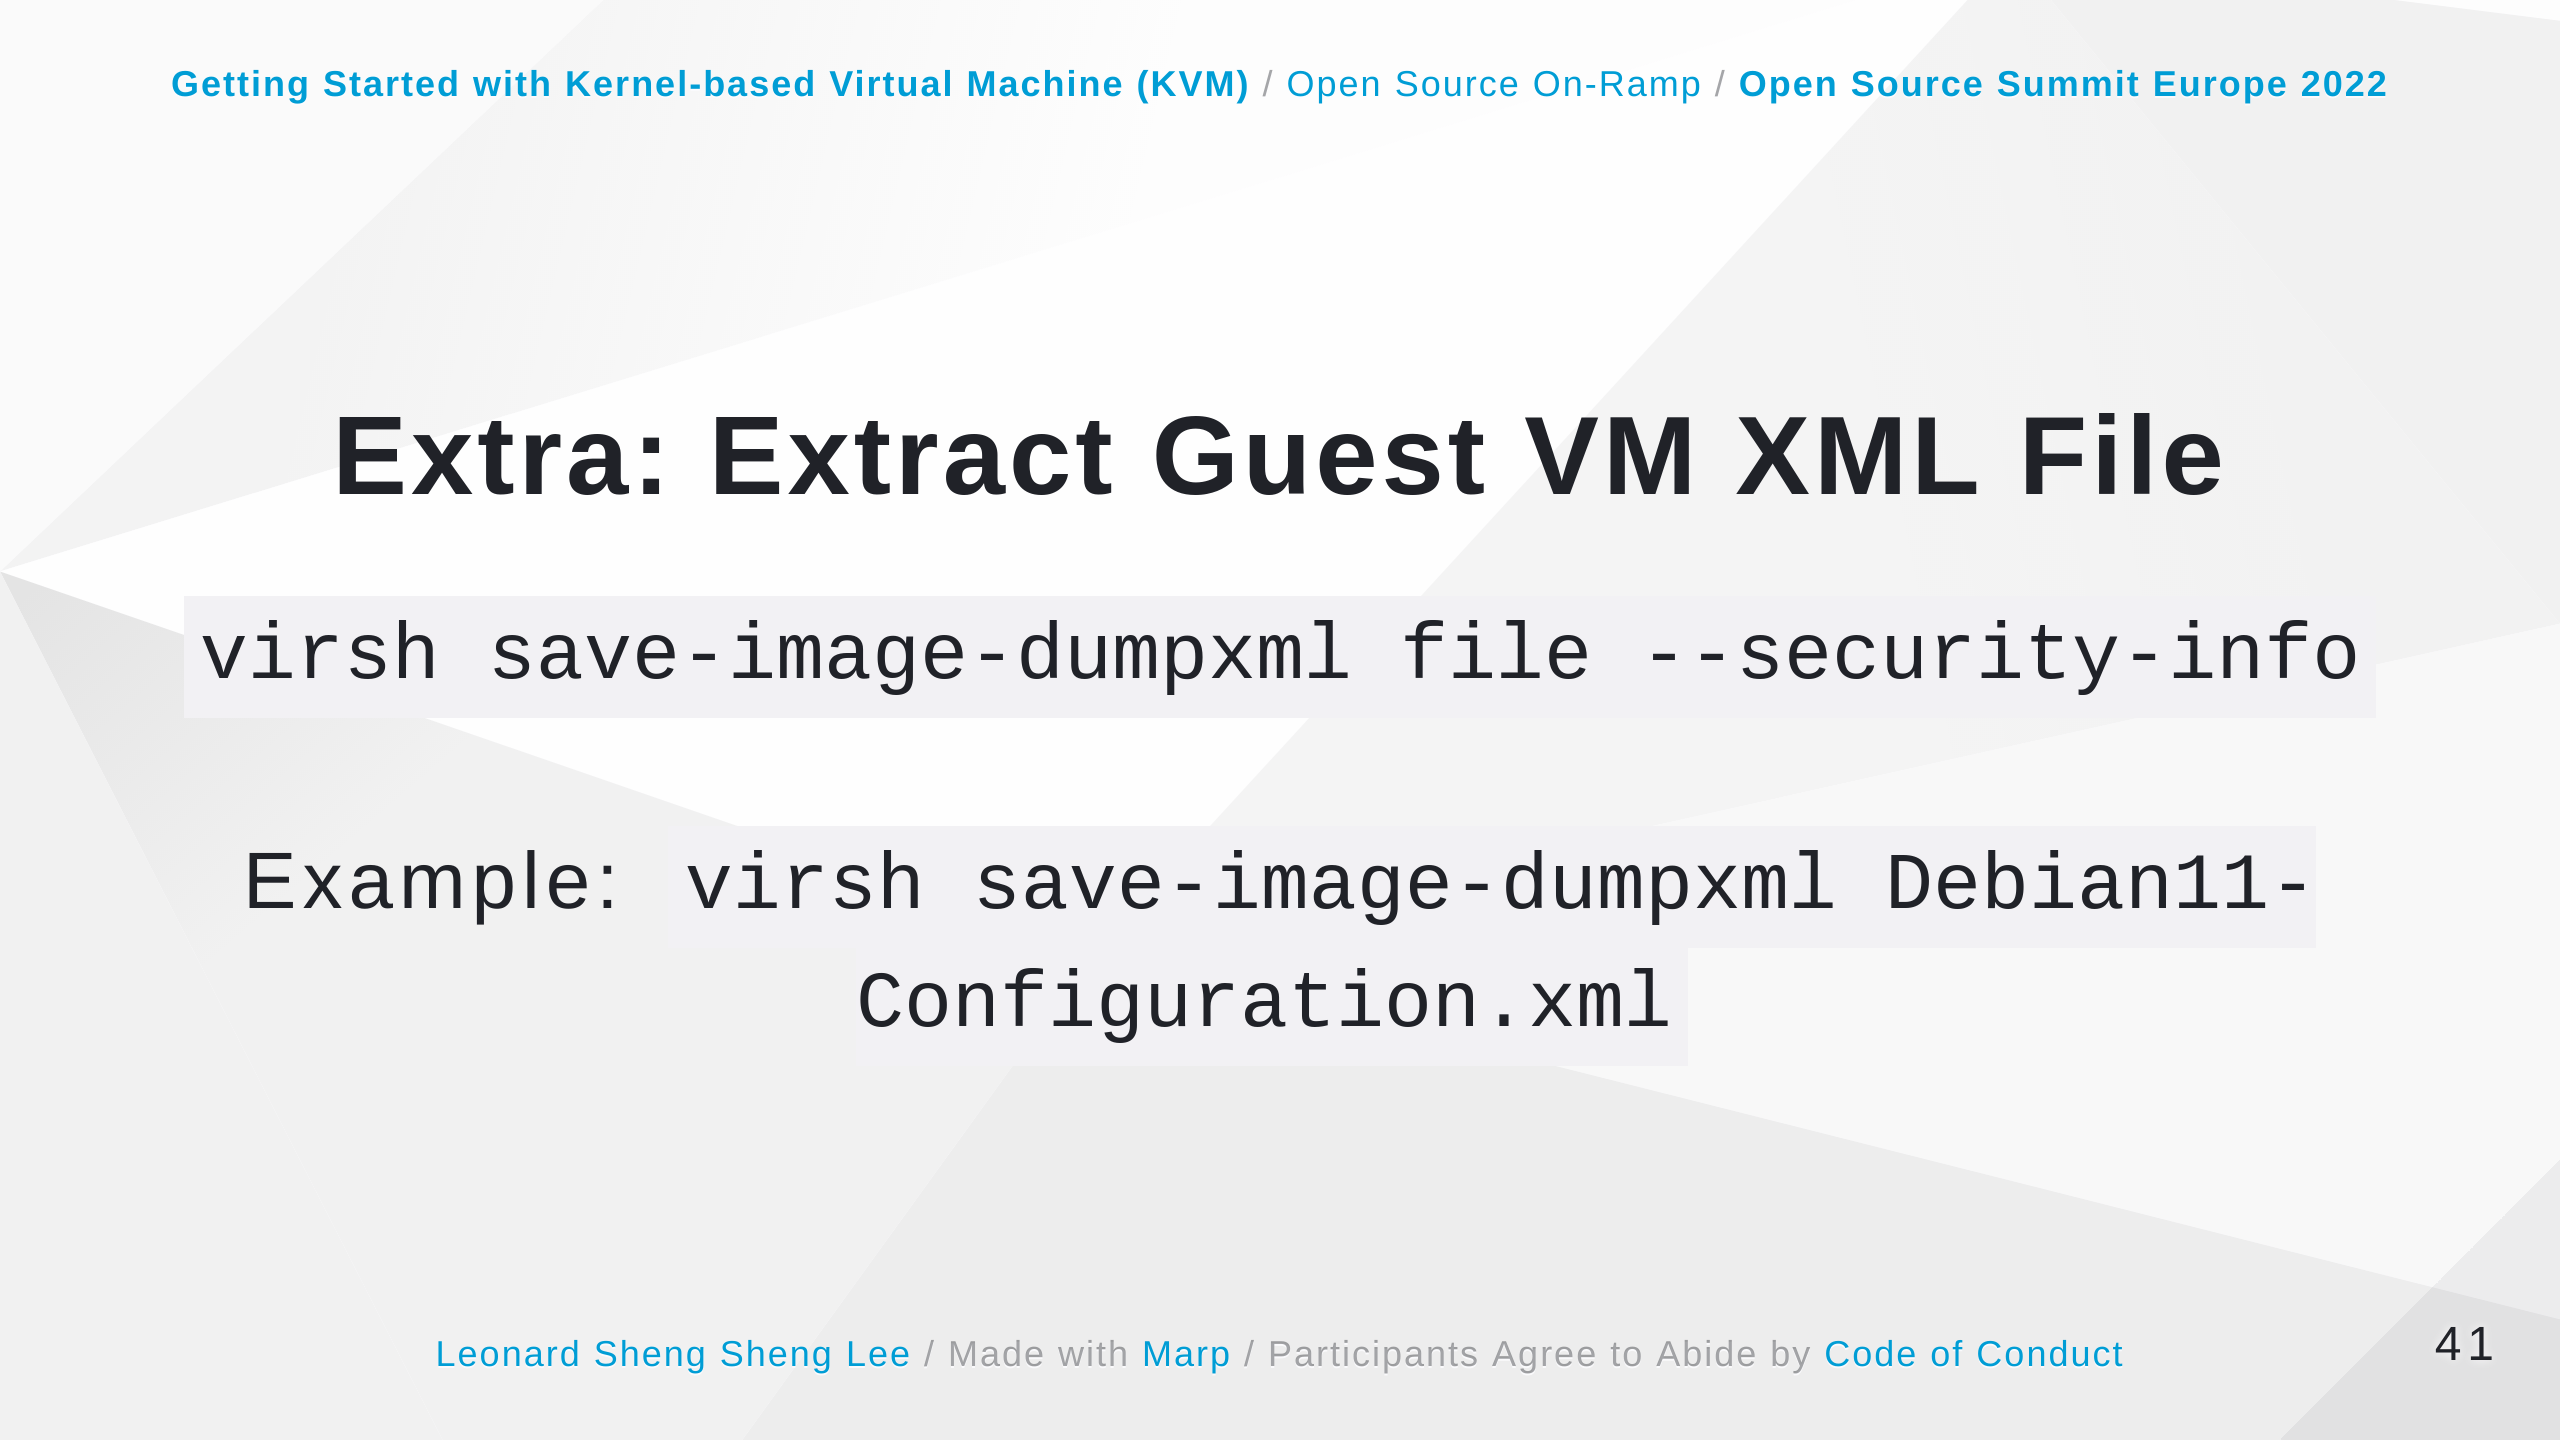 Getting Started with Kernel-based Virtual Machine (KVM) / Open Source On-Ramp / Open Source Summit Europe 2022
Extra: Extract Guest VM XML File
virsh save-image-dumpxml file --security-info
Example: virsh save-image-dumpxml Debian11-
Configuration.xml
Leonard Sheng Sheng Lee / Made with Marp / Participants Agree to Abide by Code of Conduct
41